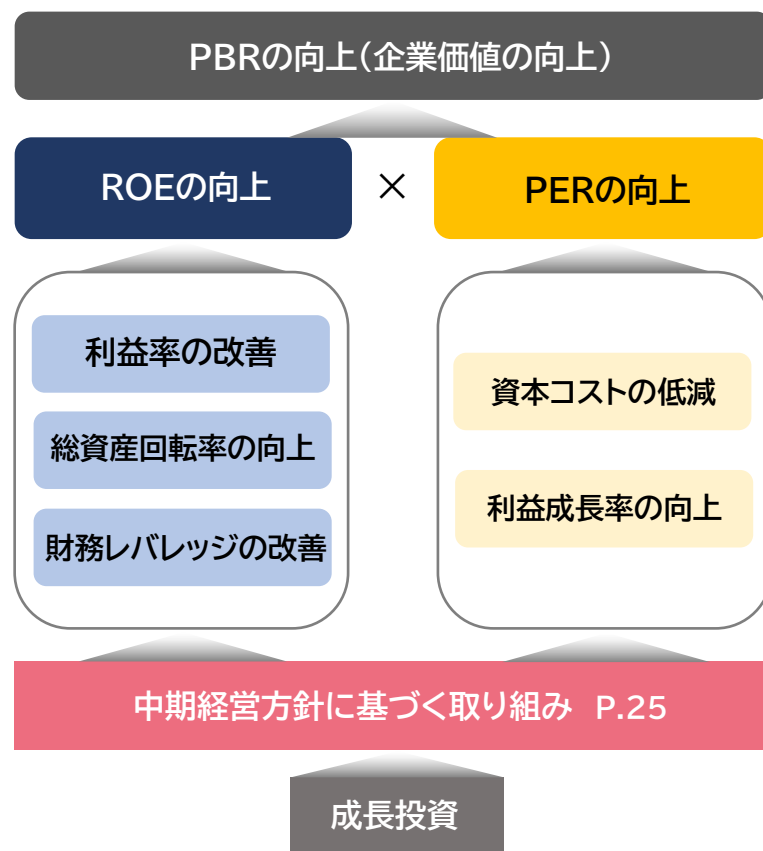 PBRの向上(企業価値の向上)
ROEの向上
×
PERの向上
利益率の改善
総資産回転率の向上
財務レバレッジの改善
資本コストの低減
利益成長率の向上
中期経営方針に基づく取り組み P.25
成長投資